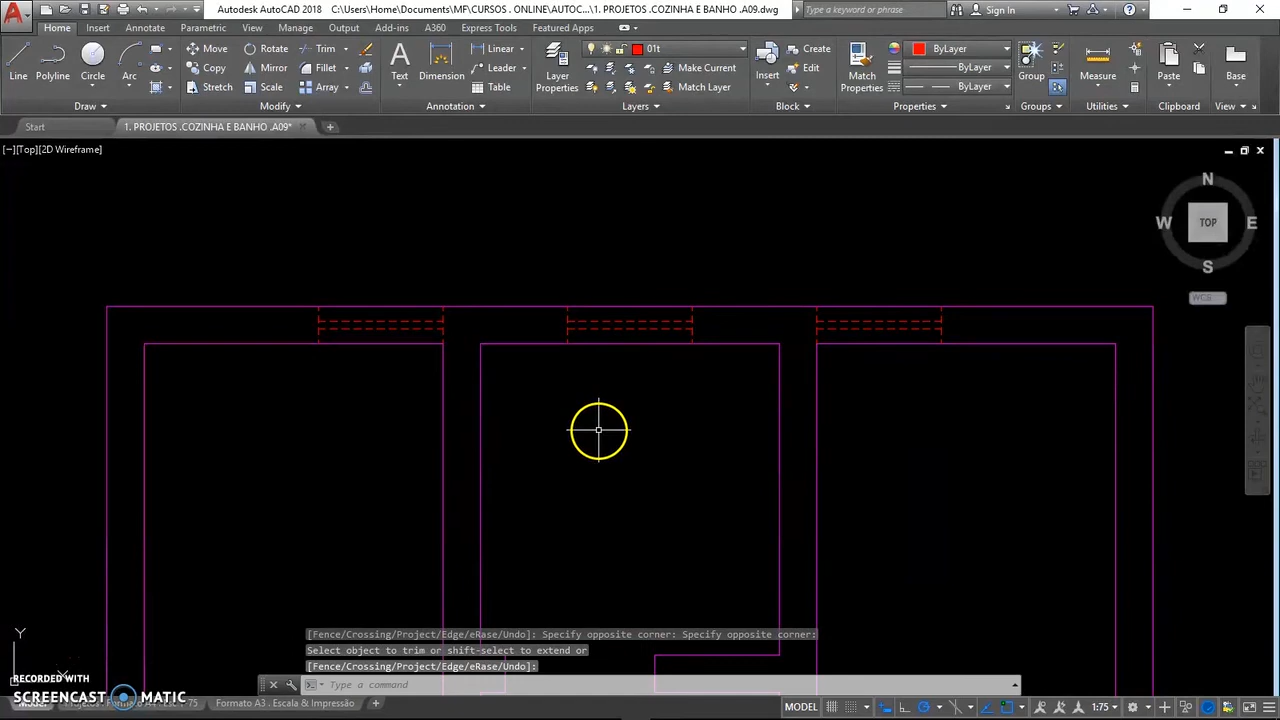 Autodesk AutoCAD 2018 C:\Users\Home\Documents\MF\CURSOS . ONLINE\AUTOC...\1. PROJETOS .COZINHA E BANHO .A09.dwg
Type a keyword or phrase
Sign In
Home Insert Annotate Parametric View Manage Output Add-ins A360 Express Tools Featured Apps
Line Polyline Circle Arc
Move Rotate Trim
Copy Mirror Fillet
Stretch Scale Array
Text Dimension
Linear
Leader
Table
Layer Properties
01t
Make Current
Match Layer
Insert
Create
Edit
Match Properties
ByLayer
ByLayer
ByLayer
Group
Measure
Paste
Base
Draw Modify Annotation Layers Block Properties Groups Utilities Clipboard View
Start
1. PROJETOS .COZINHA E BANHO .A09*
[−][Top][2D Wireframe]
N
W TOP E
S
WCS
[Fence/Crossing/Project/Edge/eRase/Undo]: Specify opposite corner: Specify opposite corner:
Select object to trim or shift-select to extend or
[Fence/Crossing/Project/Edge/eRase/Undo]:
Type a command
Y
X
RECORDED WITH
SCREENCAST MATIC
Formato A3 . Escala & Impressão
MODEL
1:75